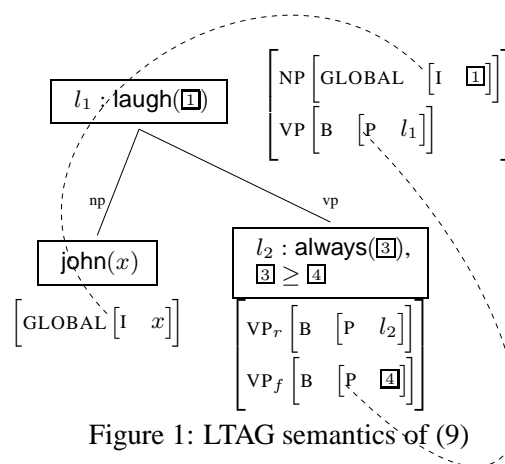 l₁ : laugh(1)
[NP [GLOBAL [I 1]]
VP [B [P l₁]]]
np
vp
john(x)
[GLOBAL [I x]]
l₂ : always(3),
3 ≥ 4
[VPᵣ [B [P l₂]]
VP_f [B [P 4]]]
Figure 1: LTAG semantics of (9)